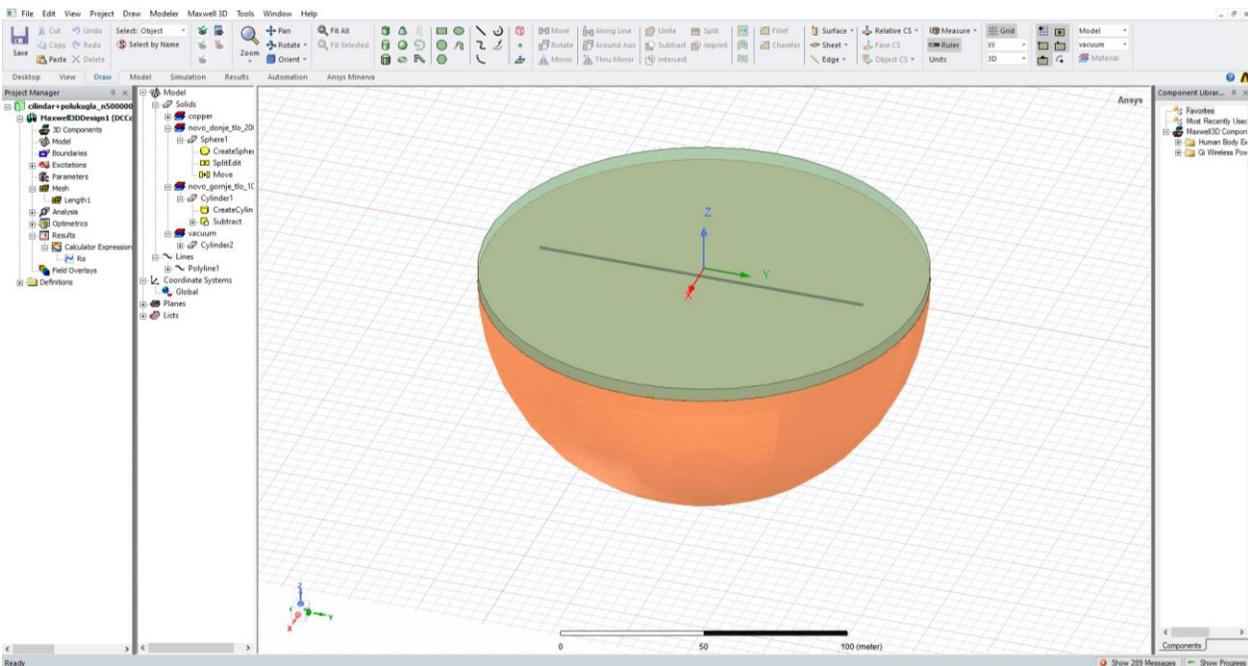 File Edit View Project Draw Modeler Maxwell 3D Tools Window Help
Save
Cut Undo
Copy Redo
Paste Delete
Select: Object
Select by Name
Zoom
Pan
Rotate
Orient
Fit All
Fit Selected
Move Along Line Unite Split
Rotate Around Axis Subtract Imprint
Mirror Thru Mirror Intersect
Fillet
Chamfer
Surface Relative CS
Sheet Face CS
Edge Object CS
Measure
Ruler
Units
Grid
XY
3D
Model
vacuum
Material
Desktop View Draw Model Simulation Results Automation Ansys Minerva
Project Manager
cilindar+polukugla_n500000
Maxwell3DDesign1 (DCCo
3D Components
Model
Boundaries
Excitations
Parameters
Mesh
Length1
Analysis
Optimetrics
Results
Calculator Expression
Ro
Field Overlays
Definitions
Model
Solids
copper
novo_donje_tlo_20
Sphere1
CreateSphe
SplitEdit
Move
novo_gornje_tlo_10
Cylinder1
CreateCylin
Subtract
vacuum
Cylinder2
Lines
Polyline1
Coordinate Systems
Global
Planes
Lists
Ansys
Z
Y
X
Z
Y
X
0 50 100 (meter)
Component Librar...
Favorites
Most Recently Used
Maxwell3D Compon
Human Body Ex
Qi Wireless Pow
Components
Ready
Show 289 Messages Show Progress